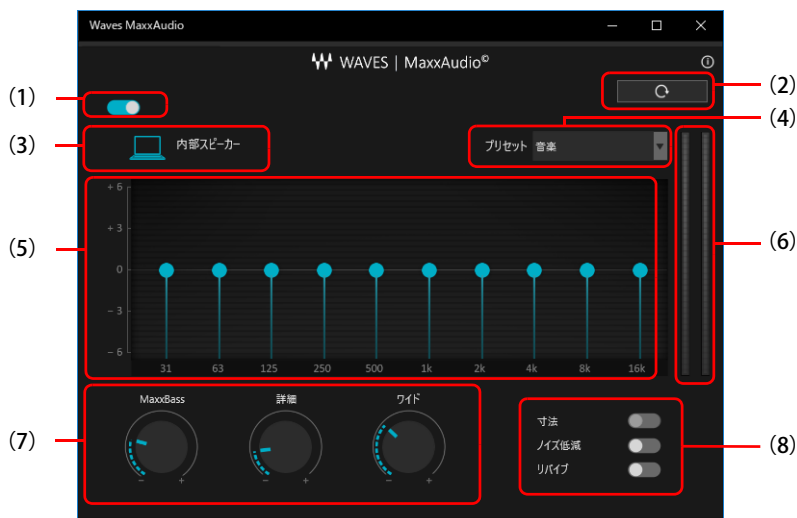 Waves MaxxAudio
WAVES | MaxxAudio©
(1)
(2)
(3)
内部スピーカー
(4)
プリセット 音楽
(5)
+ 6
+ 3
0
− 3
− 6
31 63 125 250 500 1k 2k 4k 8k 16k
(6)
(7)
MaxxBass 詳細 ワイド
− + − + − +
(8)
寸法
ノイズ低減
リバイブ